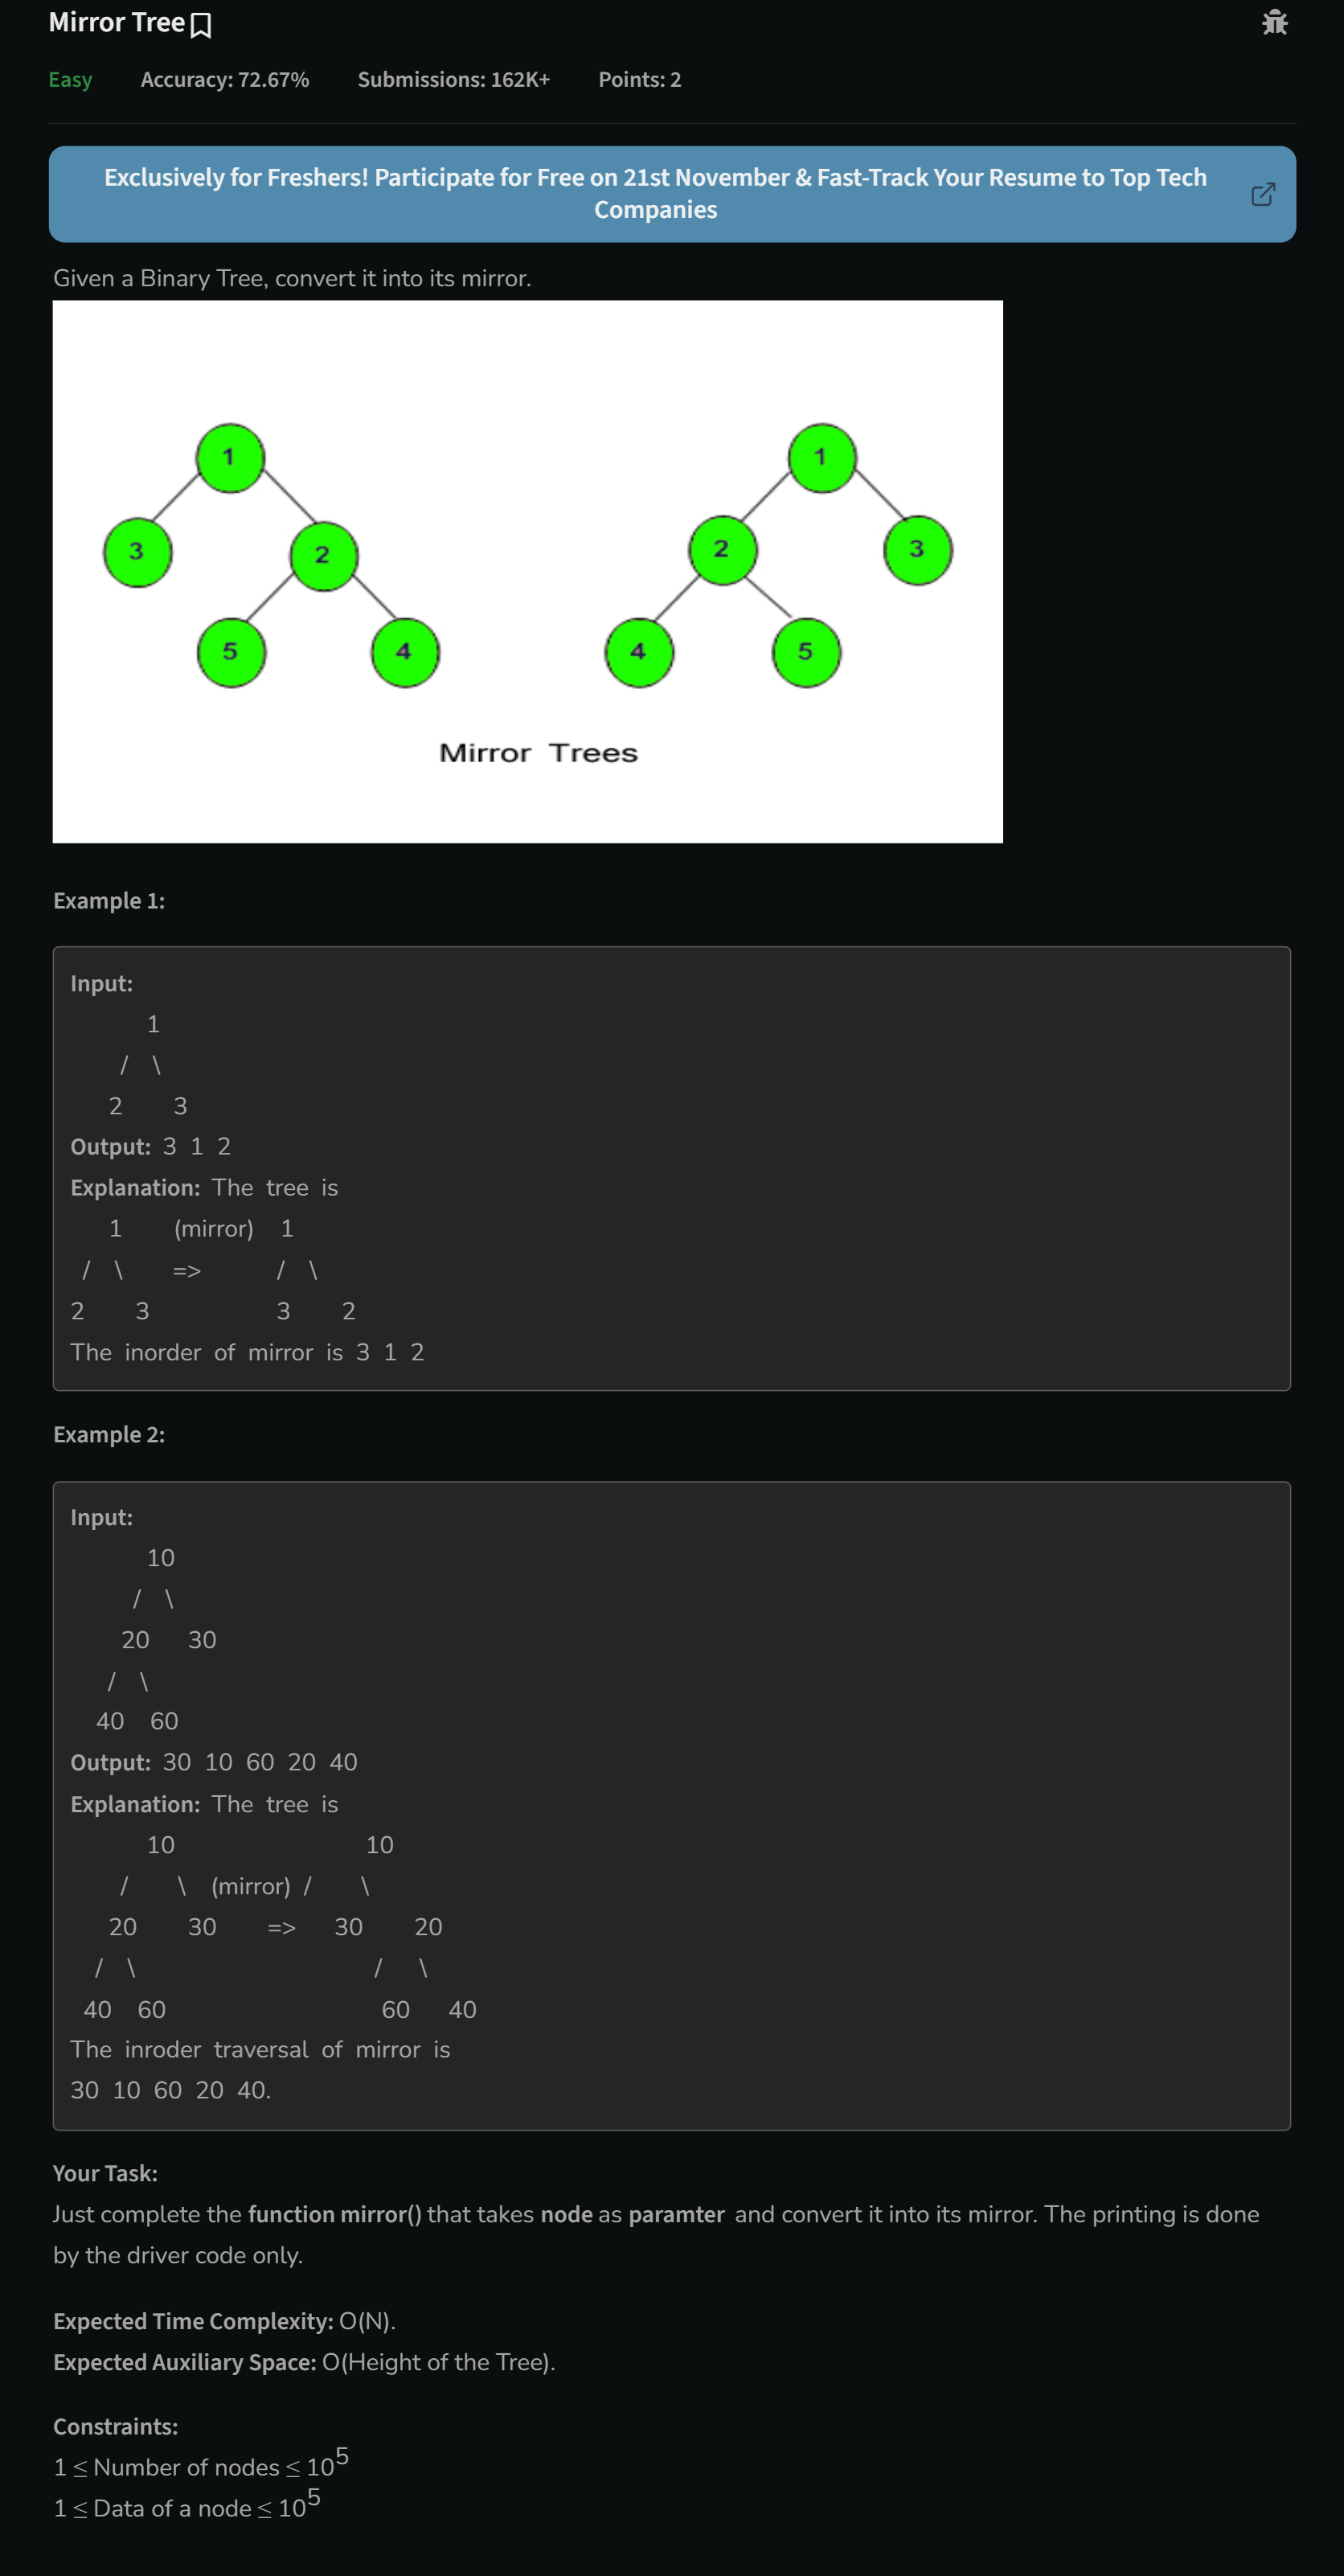 Mirror Tree
Easy Accuracy: 72.67% Submissions: 162K+ Points: 2
Exclusively for Freshers! Participate for Free on 21st November & Fast-Track Your Resume to Top Tech
Companies
Given a Binary Tree, convert it into its mirror.
1 1
3 2 2 3
5 4 4 5
Mirror Trees
Example 1:
Input:
1
/ \
2 3
Output: 3 1 2
Explanation: The tree is
1 (mirror) 1
/ \ => / \
2 3 3 2
The inorder of mirror is 3 1 2
Example 2:
Input:
10
/ \
20 30
/ \
40 60
Output: 30 10 60 20 40
Explanation: The tree is
10 10
/ \ (mirror) / \
20 30 => 30 20
/ \ / \
40 60 60 40
The inroder traversal of mirror is
30 10 60 20 40.
Your Task:
Just complete the function mirror() that takes node as paramter and convert it into its mirror. The printing is done
by the driver code only.
Expected Time Complexity: O(N).
Expected Auxiliary Space: O(Height of the Tree).
Constraints:
1 ≤ Number of nodes ≤ 10⁵
1 ≤ Data of a node ≤ 10⁵